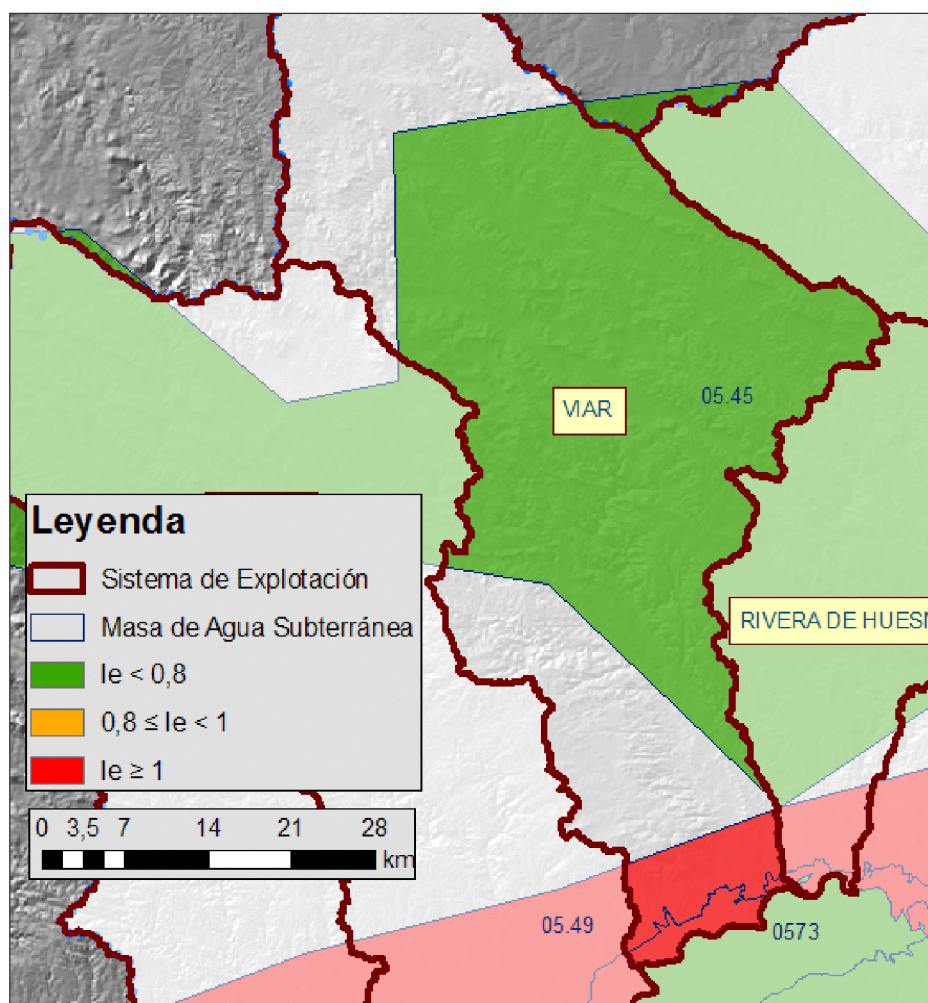 VIAR
05.45
RIVERA DE HUESN
Leyenda
Sistema de Explotación
Masa de Agua Subterránea
Ie < 0,8
0,8 ≤ Ie < 1
Ie ≥ 1
0 3,5 7 14 21 28
km
05.49
0573